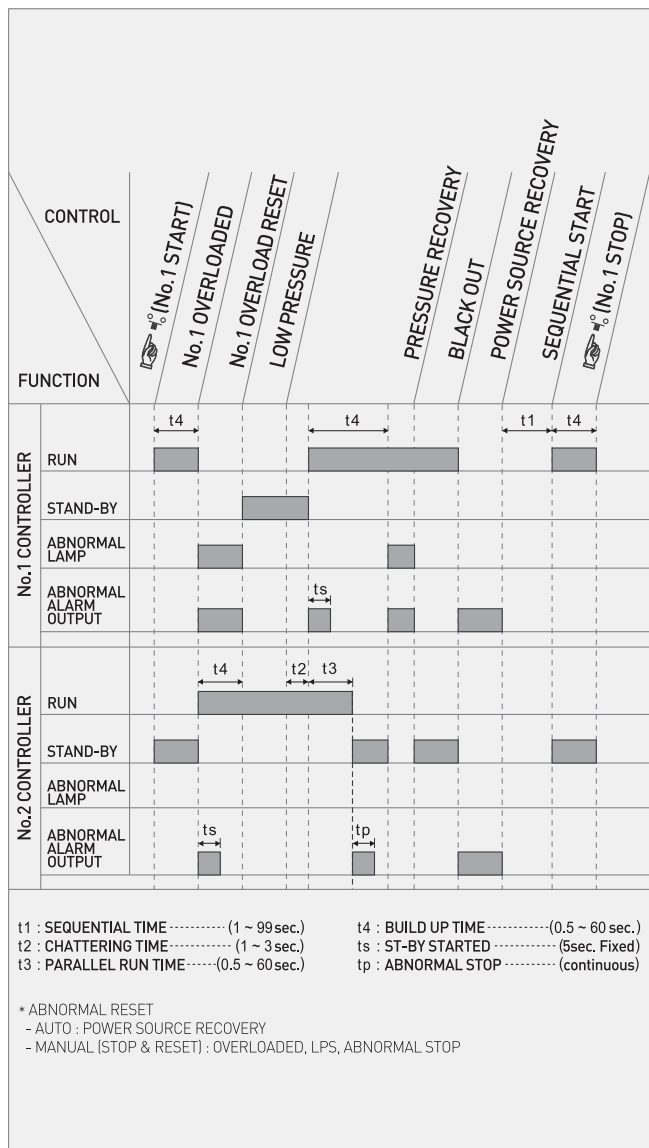 CONTROL
FUNCTION
(No.1 START)
No.1 OVERLOADED
No.1 OVERLOAD RESET
LOW PRESSURE
PRESSURE RECOVERY
BLACK OUT
POWER SOURCE RECOVERY
SEQUENTIAL START
(No.1 STOP)
No.1 CONTROLLER
t4 t4 t1 t4
RUN
STAND-BY
ABNORMAL
LAMP
ts
ABNORMAL
ALARM
OUTPUT
No.2 CONTROLLER
t4 t2 t3
RUN
STAND-BY
ABNORMAL
LAMP
ts tp
ABNORMAL
ALARM
OUTPUT
t1 : SEQUENTIAL TIME ----------- (1 ~ 99 sec.)
t2 : CHATTERING TIME ----------- (1 ~ 3 sec.)
t3 : PARALLEL RUN TIME ------(0.5 ~ 60 sec.)
t4 : BUILD UP TIME -----------(0.5 ~ 60 sec.)
ts : ST-BY STARTED ----------(5sec. Fixed)
tp : ABNORMAL STOP -------- (continuous)
* ABNORMAL RESET
- AUTO : POWER SOURCE RECOVERY
- MANUAL (STOP & RESET) : OVERLOADED, LPS, ABNORMAL STOP